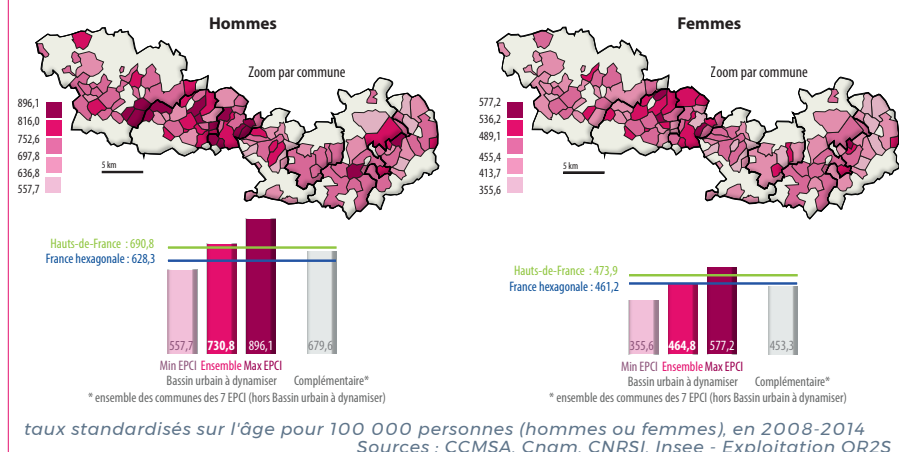 Hommes
Zoom par commune
896,1
816,0
752,6
697,8
636,8
557,7
5 km
Hauts-de-France : 690,8
France hexagonale : 628,3
557,7
730,8
896,1
679,6
Min EPCI Ensemble Max EPCI
Bassin urbain à dynamiser
Complémentaire*
* ensemble des communes des 7 EPCI (hors Bassin urbain à dynamiser)
Femmes
Zoom par commune
577,2
536,2
489,1
455,4
413,7
355,6
5 km
Hauts-de-France : 473,9
France hexagonale : 461,2
355,6
464,8
577,2
453,3
Min EPCI Ensemble Max EPCI
Bassin urbain à dynamiser
Complémentaire*
* ensemble des communes des 7 EPCI (hors Bassin urbain à dynamiser)
taux standardisés sur l'âge pour 100 000 personnes (hommes ou femmes), en 2008-2014
Sources : CCMSA, Cnam, CNRSI, Insee - Exploitation OR2S